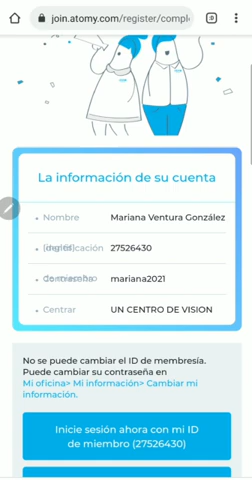 join.atomy.com/register/compl
La información de su cuenta
Nombre Mariana Ventura González
27526430
mariana2021
Centrar UN CENTRO DE VISION
No se puede cambiar el ID de membresía.
Puede cambiar su contraseña en
Mi oficina> Mi información> Cambiar mi
información.
Inicie sesión ahora con mi ID
de miembro (27526430)